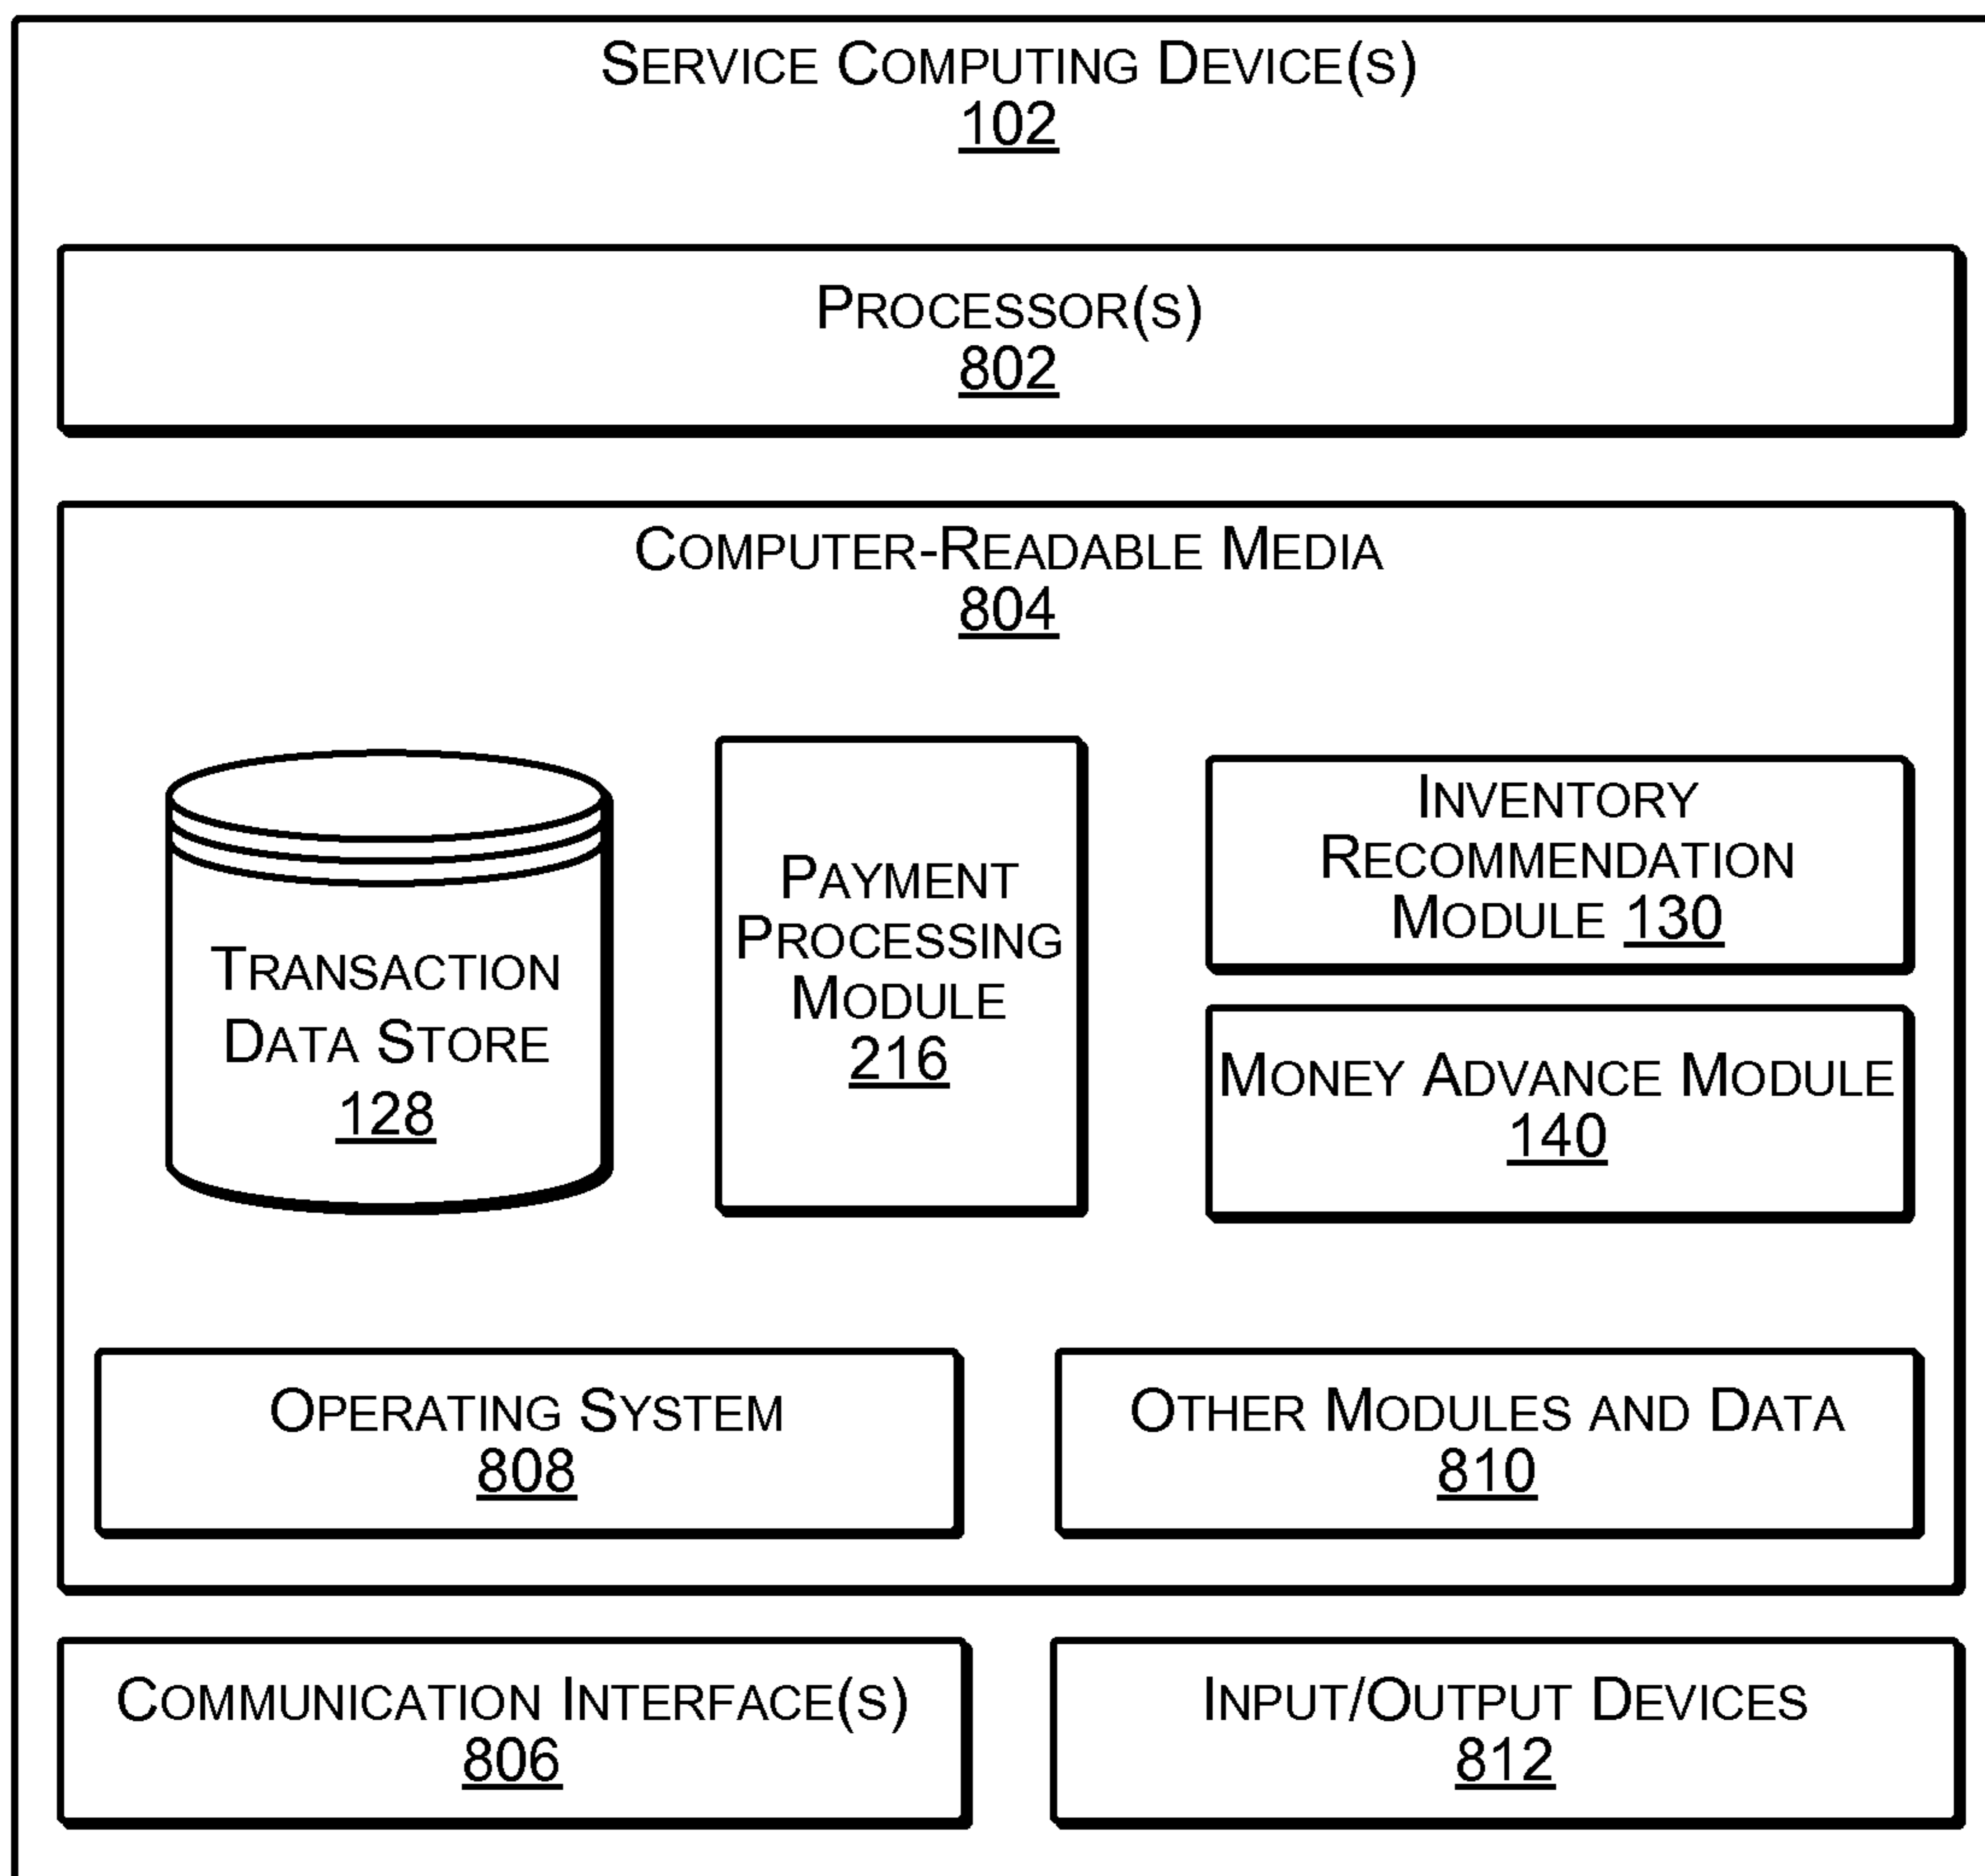 SERVICE COMPUTING DEVICE(S)
102
PROCESSOR(S)
802
COMPUTER-READABLE MEDIA
804
TRANSACTION
DATA STORE
128
PAYMENT
PROCESSING
MODULE
216
INVENTORY
RECOMMENDATION
MODULE 130
MONEY ADVANCE MODULE
140
OPERATING SYSTEM
808
OTHER MODULES AND DATA
810
COMMUNICATION INTERFACE(S)
806
INPUT/OUTPUT DEVICES
812